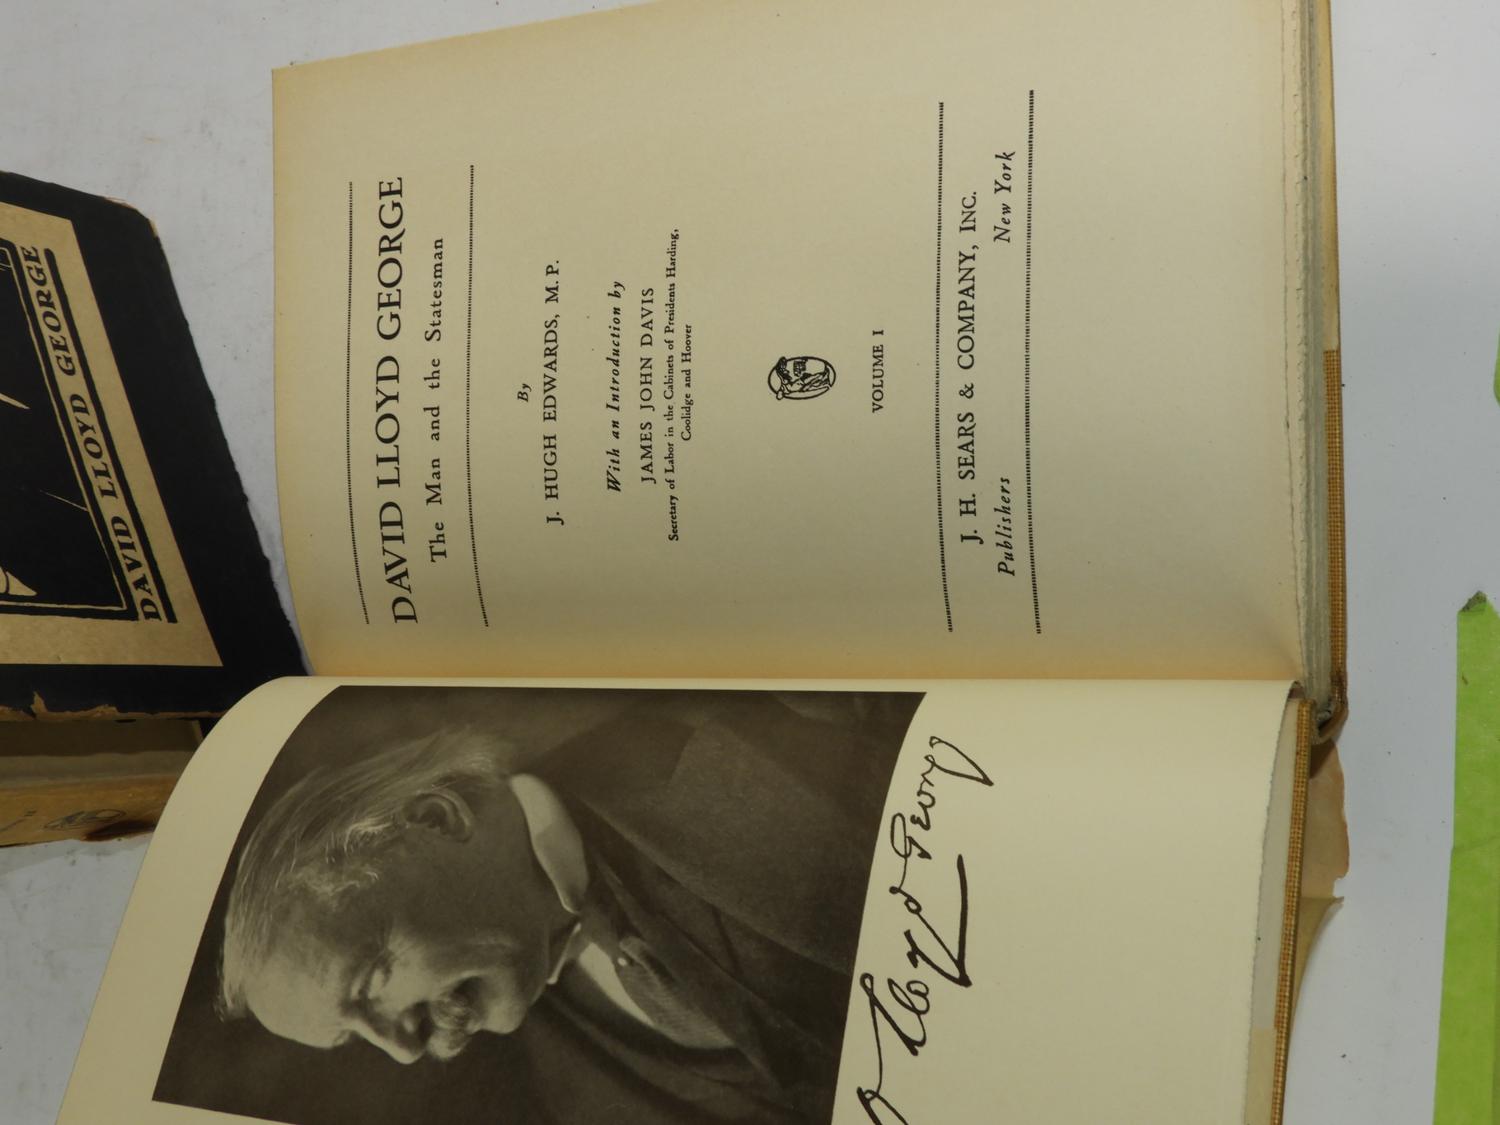 DAVID LLOYD GEORGE
The Man and the Statesman
By
J. HUGH EDWARDS, M.P.
With an Introduction by
JAMES JOHN DAVIS
Secretary of Labor in the Cabinets of Presidents Harding,
Coolidge and Hoover
VOLUME I
J. H. SEARS & COMPANY, INC.
Publishers New York
Lloyd George
DAVID LLOYD GEORGE